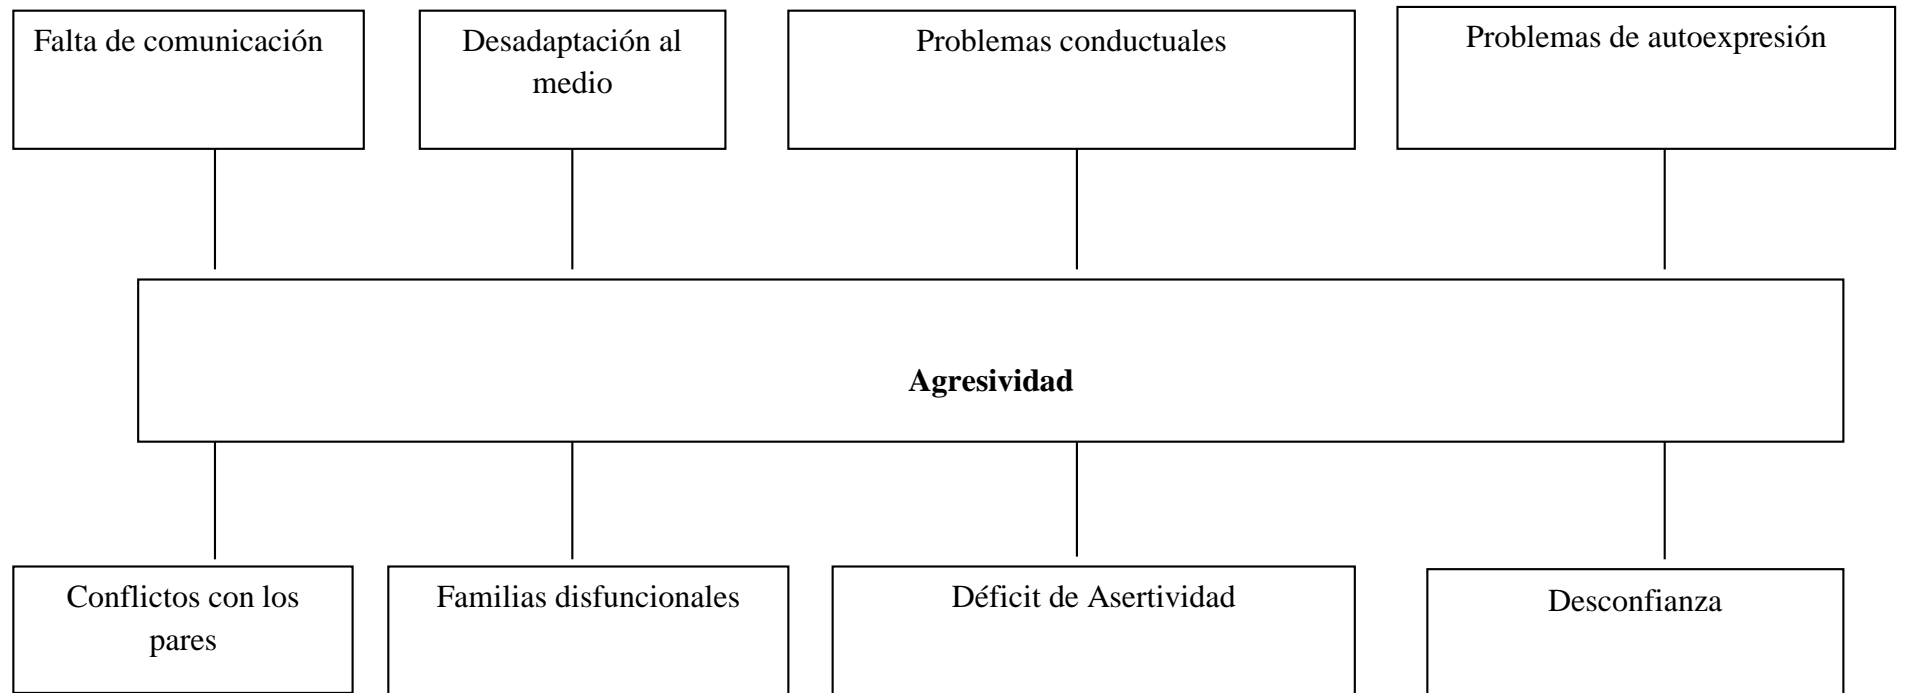 Falta de comunicación
Desadaptación al
medio
Problemas conductuales
Problemas de autoexpresión
Agresividad
Conflictos con los
pares
Familias disfuncionales
Déficit de Asertividad
Desconfianza